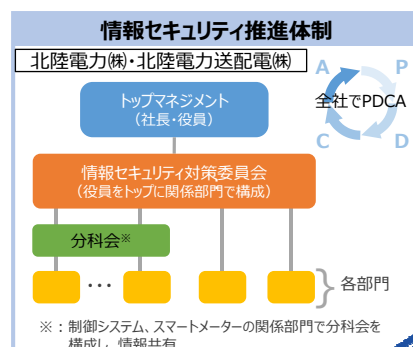 情報セキュリティ推進体制
北陸電力㈱・北陸電力送配電㈱
A P
トップマネジメント
(社長・役員)
全社でPDCA
C D
情報セキュリティ対策委員会
(役員をトップに関係部門で構成)
分科会※
・・・
各部門
※:制御システム、スマートメーターの関係部門で分科会を
構成し、情報共有